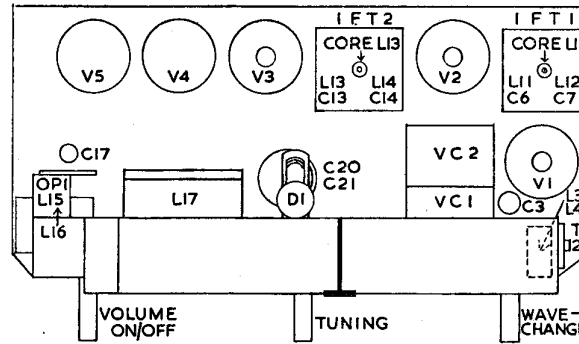 IFT2
IFT1
CORE L13
CORE L1
V5
V4
V3
L13 L14
C13 C14
V2
L11 L12
C6 C7
C17
OP1
L15
L16
L17
C20
C21
D1
VC2
VC1
V1
C3
VOLUME
ON/OFF
TUNING
WAVE-
CHANGE